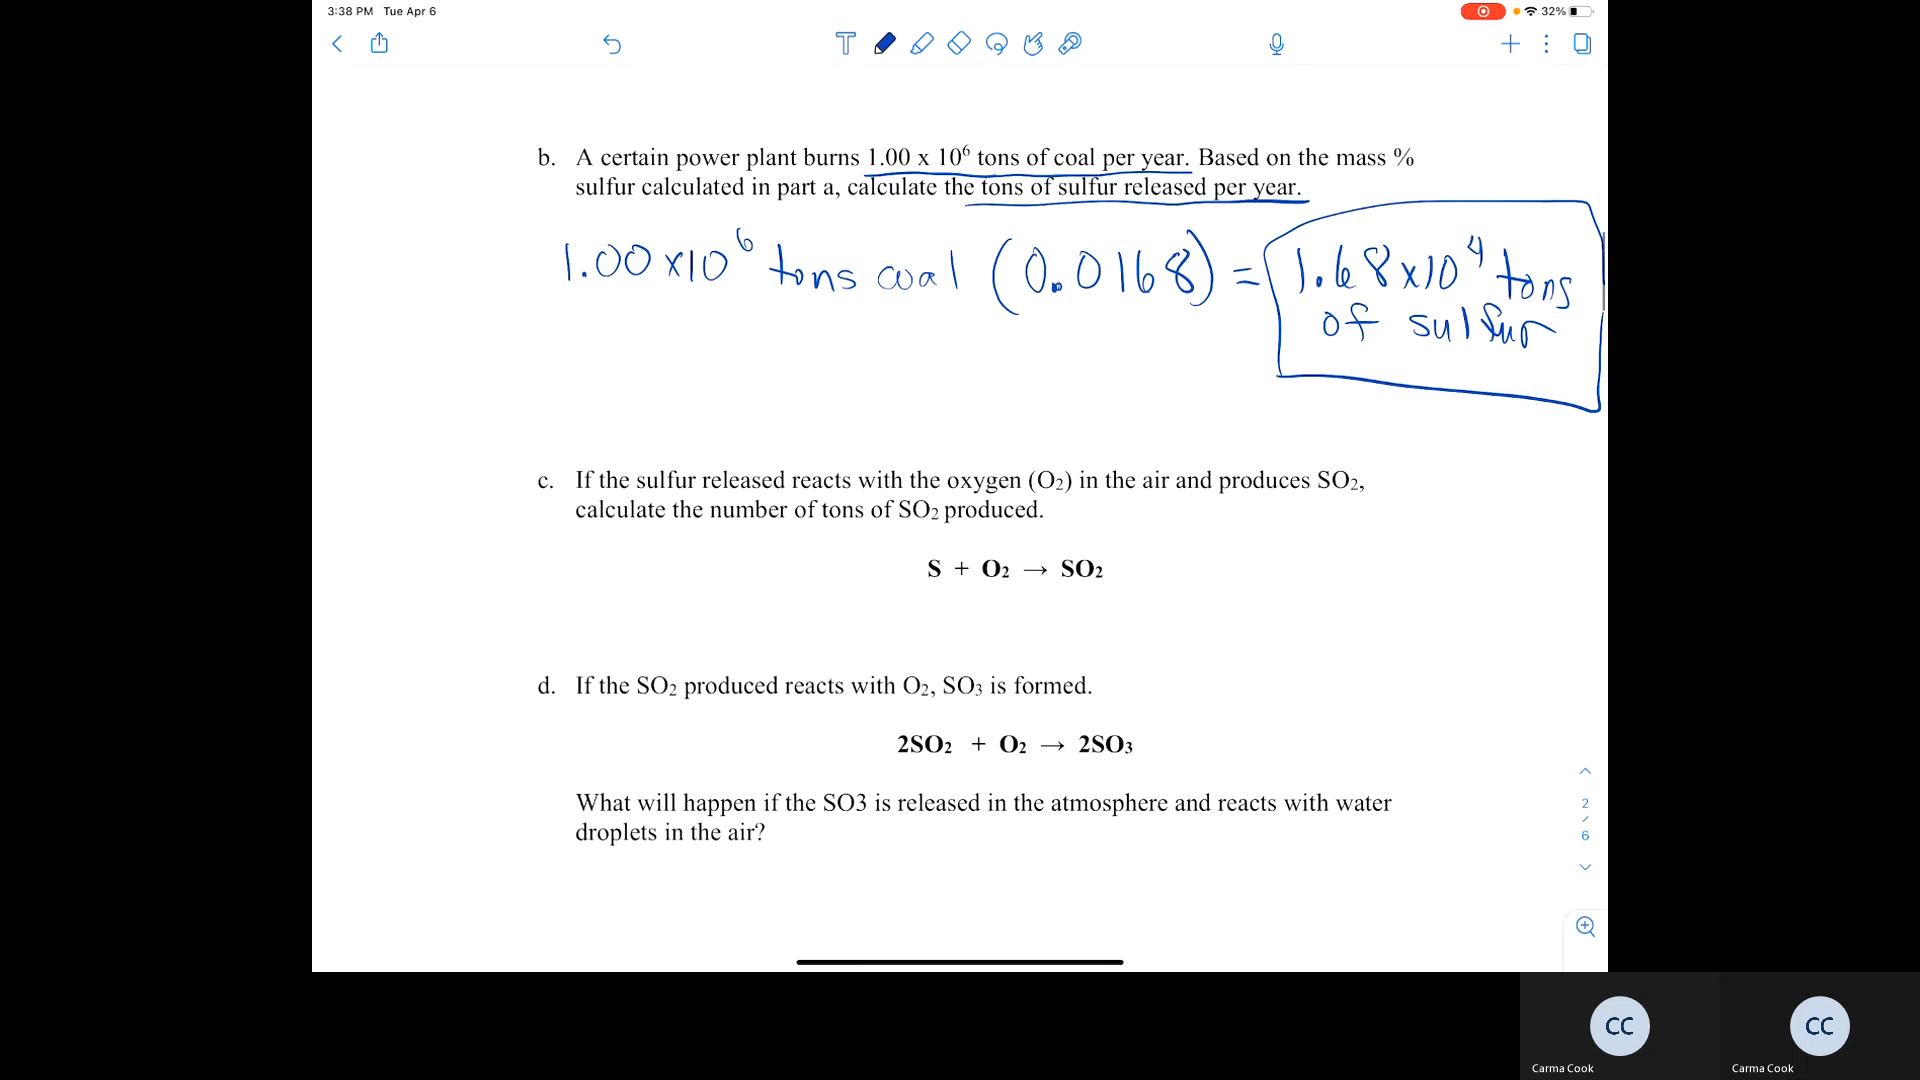 3:38 PM Tue Apr 6
32%
b. A certain power plant burns 1.00 x 10⁶ tons of coal per year. Based on the mass %
sulfur calculated in part a, calculate the tons of sulfur released per year.
1.00 x 10⁶ tons coal (0.0168) = 1.68 x 10⁴ tons
of sulfur
c. If the sulfur released reacts with the oxygen (O₂) in the air and produces SO₂,
calculate the number of tons of SO₂ produced.
S + O₂ → SO₂
d. If the SO₂ produced reacts with O₂, SO₃ is formed.
2SO₂ + O₂ → 2SO₃
What will happen if the SO3 is released in the atmosphere and reacts with water
droplets in the air?
2
/
6
CC CC
Carma Cook Carma Cook